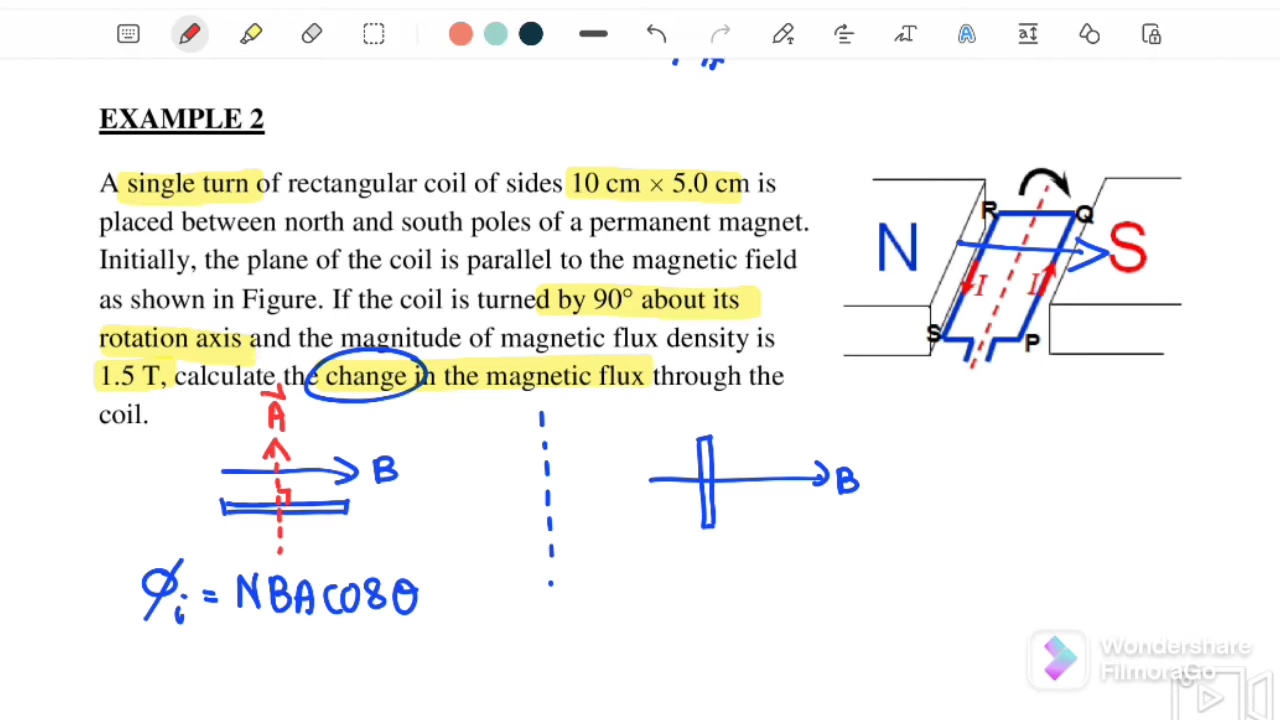 EXAMPLE 2
A single turn of rectangular coil of sides 10 cm × 5.0 cm is
placed between north and south poles of a permanent magnet.
Initially, the plane of the coil is parallel to the magnetic field
as shown in Figure. If the coil is turned by 90° about its
rotation axis and the magnitude of magnetic flux density is
1.5 T, calculate the change in the magnetic flux through the
coil.
R
Q
N
S
I
I
S
P
A
B
B
ϕi = NBA cos θ
Wondershare
FilmoraGo